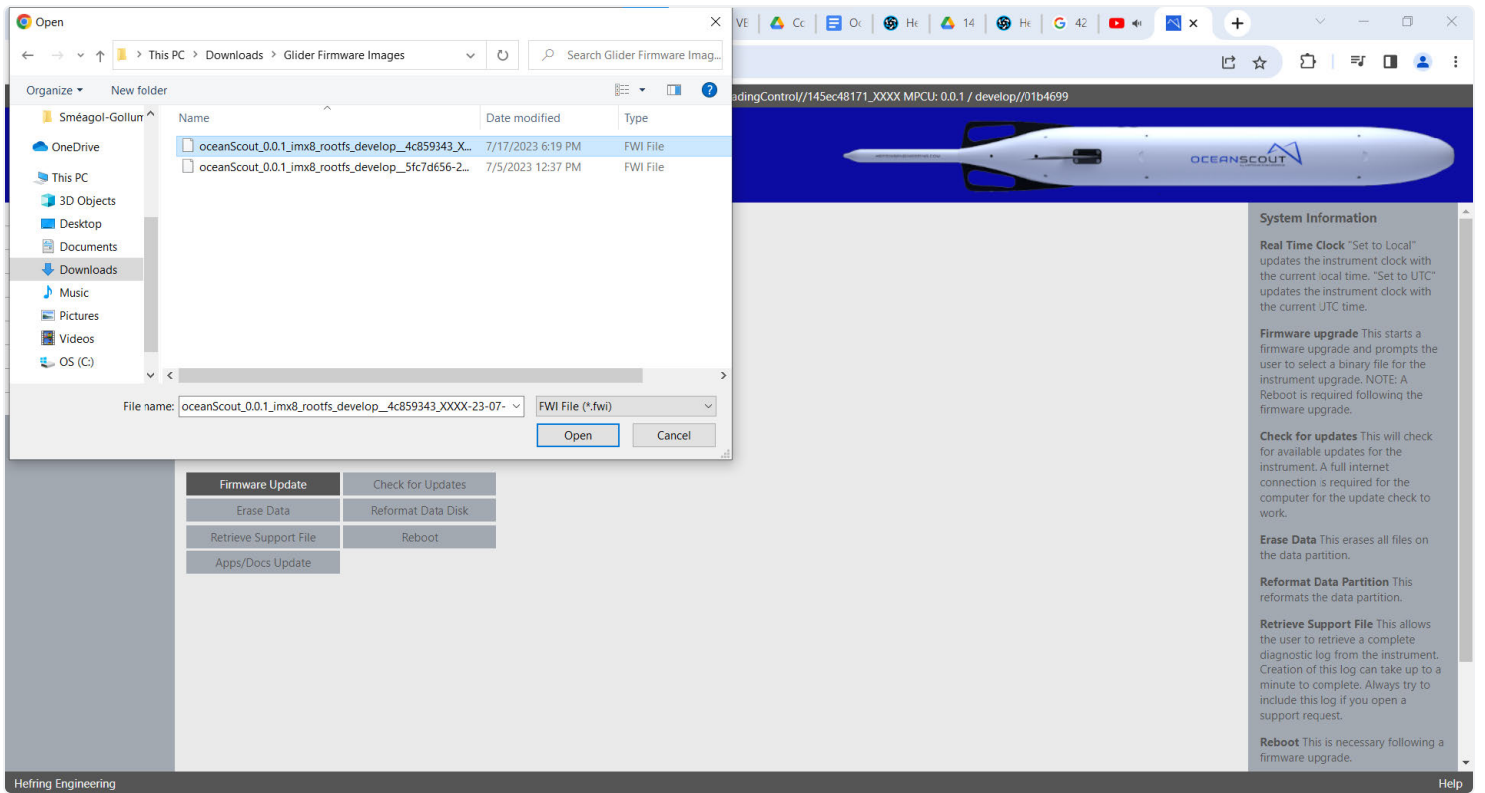 Open
VE
Cc
Oc
He
14
He
G 42
This PC > Downloads > Glider Firmware Images
Search Glider Firmware Imag...
Organize
New folder
adingControl//145ec48171_XXXX MPCU: 0.0.1 / develop//01b4699
Sméagol-Gollum
OneDrive
This PC
3D Objects
Desktop
Documents
Downloads
Music
Pictures
Videos
OS (C:)
Name
Date modified
Type
oceanScout_0.0.1_imx8_rootfs_develop__4c859343_X...
7/17/2023 6:19 PM
FWI File
oceanScout_0.0.1_imx8_rootfs_develop__5fc7d656-2...
7/5/2023 12:37 PM
FWI File
File name:
oceanScout_0.0.1_imx8_rootfs_develop__4c859343_XXXX-23-07-
FWI File (*.fwi)
Open
Cancel
OCEANSCOUT
Firmware Update
Check for Updates
Erase Data
Reformat Data Disk
Retrieve Support File
Reboot
Apps/Docs Update
System Information
Real Time Clock "Set to Local"
updates the instrument clock with
the current local time. "Set to UTC"
updates the instrument clock with
the current UTC time.
Firmware upgrade This starts a
firmware upgrade and prompts the
user to select a binary file for the
instrument upgrade. NOTE: A
Reboot is required following the
firmware upgrade.
Check for updates This will check
for available updates for the
instrument. A full internet
connection is required for the
computer for the update check to
work.
Erase Data This erases all files on
the data partition.
Reformat Data Partition This
reformats the data partition.
Retrieve Support File This allows
the user to retrieve a complete
diagnostic log from the instrument.
Creation of this log can take up to a
minute to complete. Always try to
include this log if you open a
support request.
Reboot This is necessary following a
firmware upgrade.
Hefring Engineering
Help